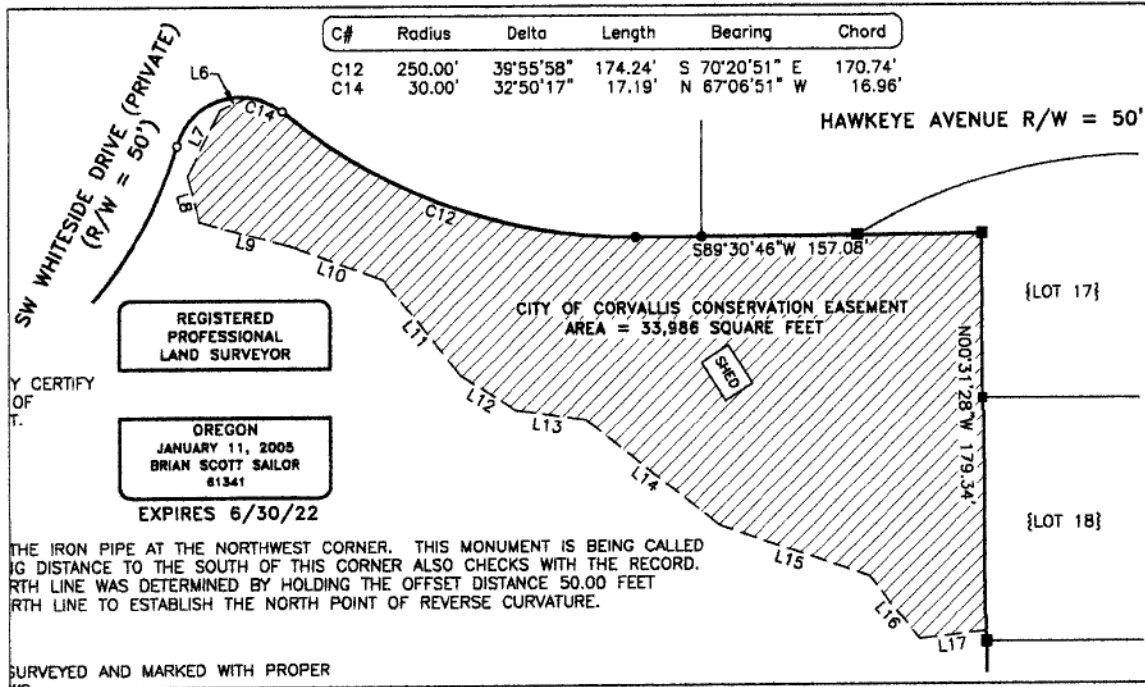 C# Radius Delta Length Bearing Chord
C12 250.00' 39°55'58" 174.24' S 70°20'51" E 170.74'
C14 30.00' 32°50'17" 17.19' N 67°06'51" W 16.96'
HAWKEYE AVENUE R/W = 50'
SW WHITESIDE DRIVE (PRIVATE)
(R/W = 50')
L6
C14
L7
L8
L9
L10
C12
S89°30'46"W 157.08'
{LOT 17}
CITY OF CORVALLIS CONSERVATION EASEMENT
AREA = 33,986 SQUARE FEET
SHED
N00°31'28"W 179.34'
L11
L12
L13
L14
L15
L16
L17
{LOT 18}
REGISTERED
PROFESSIONAL
LAND SURVEYOR
Y CERTIFY
OF
T.
OREGON
JANUARY 11, 2005
BRIAN SCOTT SAILOR
61341
EXPIRES 6/30/22
THE IRON PIPE AT THE NORTHWEST CORNER. THIS MONUMENT IS BEING CALLED
IG DISTANCE TO THE SOUTH OF THIS CORNER ALSO CHECKS WITH THE RECORD.
RTH LINE WAS DETERMINED BY HOLDING THE OFFSET DISTANCE 50.00 FEET
RTH LINE TO ESTABLISH THE NORTH POINT OF REVERSE CURVATURE.
SURVEYED AND MARKED WITH PROPER